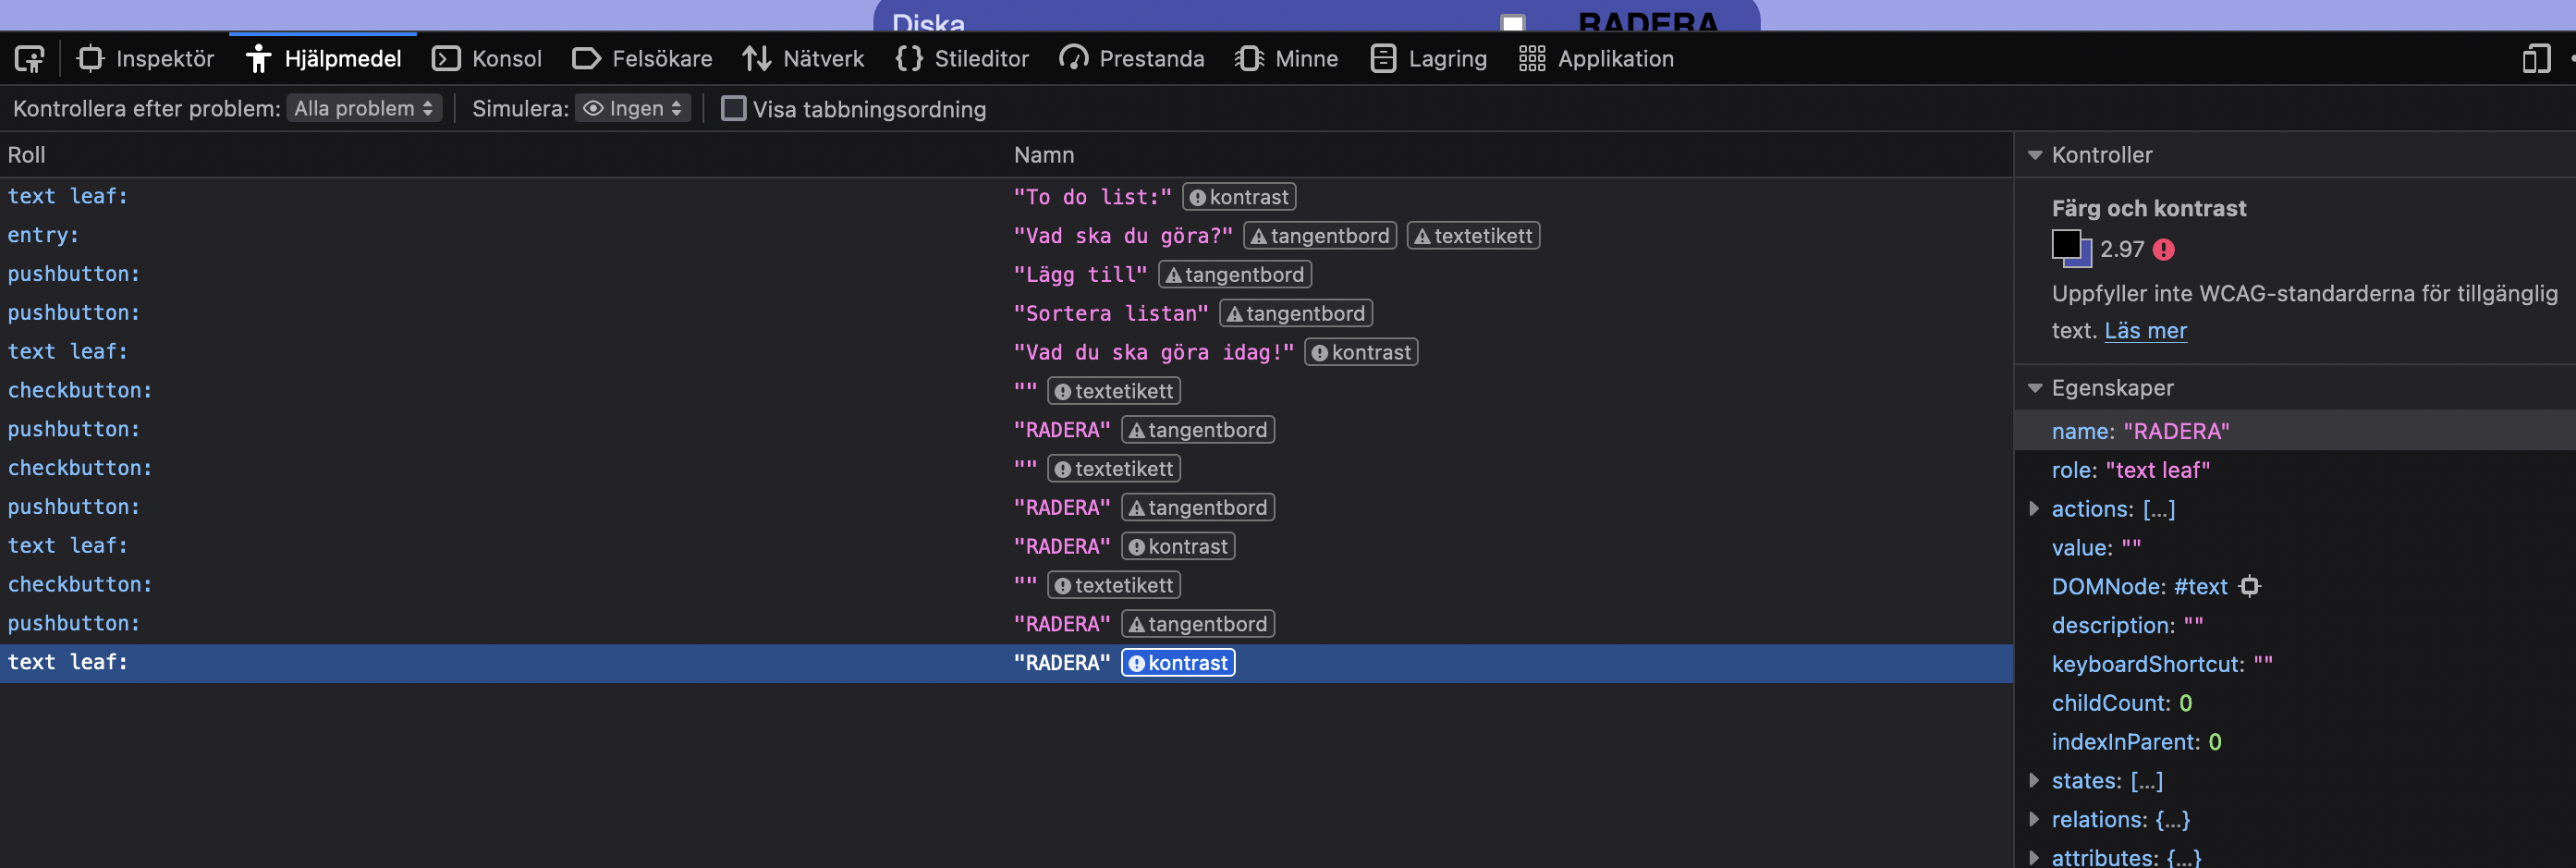 Diska RADERA
Inspektör Hjälpmedel Konsol Felsökare Nätverk Stileditor Prestanda Minne Lagring Applikation
Kontrollera efter problem: Alla problem Simulera: Ingen Visa tabbningsordning
Roll Namn
text leaf: "To do list:" kontrast
entry: "Vad ska du göra?" tangentbord textetikett
pushbutton: "Lägg till" tangentbord
pushbutton: "Sortera listan" tangentbord
text leaf: "Vad du ska göra idag!" kontrast
checkbutton: "" textetikett
pushbutton: "RADERA" tangentbord
checkbutton: "" textetikett
pushbutton: "RADERA" tangentbord
text leaf: "RADERA" kontrast
checkbutton: "" textetikett
pushbutton: "RADERA" tangentbord
text leaf: "RADERA" kontrast
Kontroller
Färg och kontrast
2.97
Uppfyller inte WCAG-standarderna för tillgänglig
text. Läs mer
Egenskaper
name: "RADERA"
role: "text leaf"
actions: […]
value: ""
DOMNode: #text
description: ""
keyboardShortcut: ""
childCount: 0
indexInParent: 0
states: […]
relations: {…}
attributes: {…}